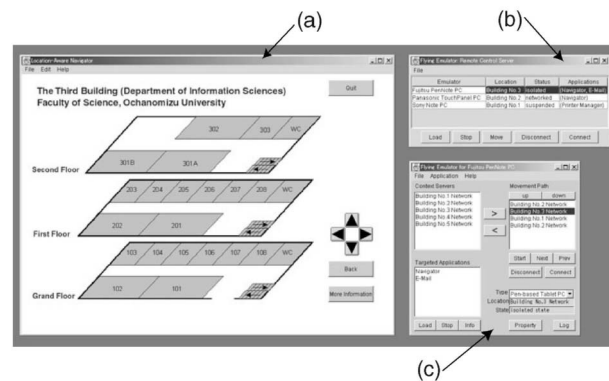 (a)
(b)
Location-Aware Navigator
File Edit Help
The Third Building (Department of Information Sciences)
Faculty of Science, Ochanomizu University
Quit
302 303 WC
Second Floor
301B 301A
203 204 205 206 207 208 WC
First Floor
202 201
103 104 105 106 107 108 WC
Grand Floor
102 101
Back
More Information
Flying Emulator Remote Control Server
File
Emulator Location Status Applications
Fujitsu PenNote PC Building No.3 isolated (Navigator, E-Mail)
Panasonic TouchPanel PC Building No.2 networked (Navigator)
Sony Note PC Building No.1 suspended (Printer Manager)
Load Stop Move Disconnect Connect
Flying Emulator for Fujitsu PenNote PC
File Application Help
Context Servers
Building No.1 Network
Building No.2 Network
Building No.3 Network
Building No.4 Network
Building No.5 Network
>
<
Movement Path
up down
Building No.2 Network
Building No.3 Network
Building No.1 Network
Building No.2 Network
Start Next Prev
Disconnect Connect
Targeted Applications
Navigator
E-Mail
Type Pen-based Tablet PC
Location Building No.3 Network
State isolated state
Load Stop Info Property Log
(c)